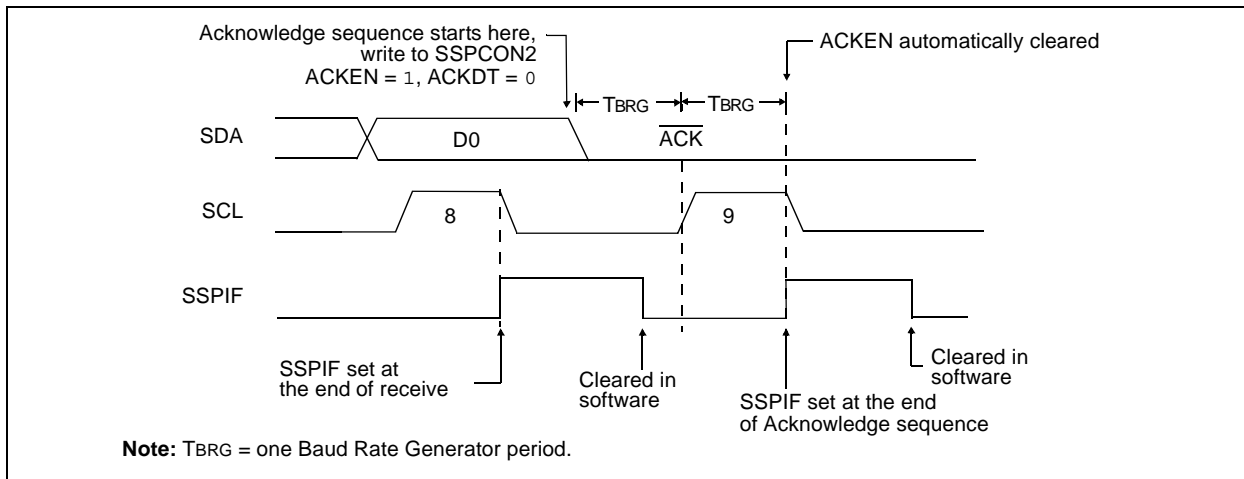 Acknowledge sequence starts here,
write to SSPCON2
ACKEN = 1, ACKDT = 0
ACKEN automatically cleared
TBRG
TBRG
SDA
D0
ACK
SCL
8
9
SSPIF
SSPIF set at
the end of receive
Cleared in
software
SSPIF set at the end
of Acknowledge sequence
Cleared in
software
Note: TBRG = one Baud Rate Generator period.